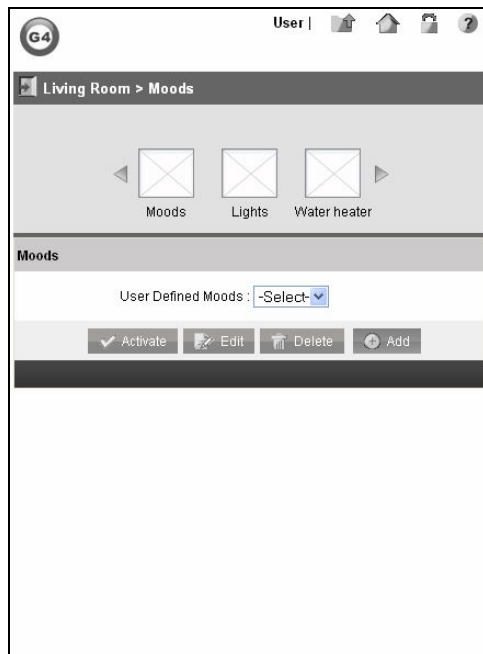 G4
User |
?
Living Room > Moods
Moods Lights Water heater
Moods
User Defined Moods : -Select-
Activate Edit Delete Add